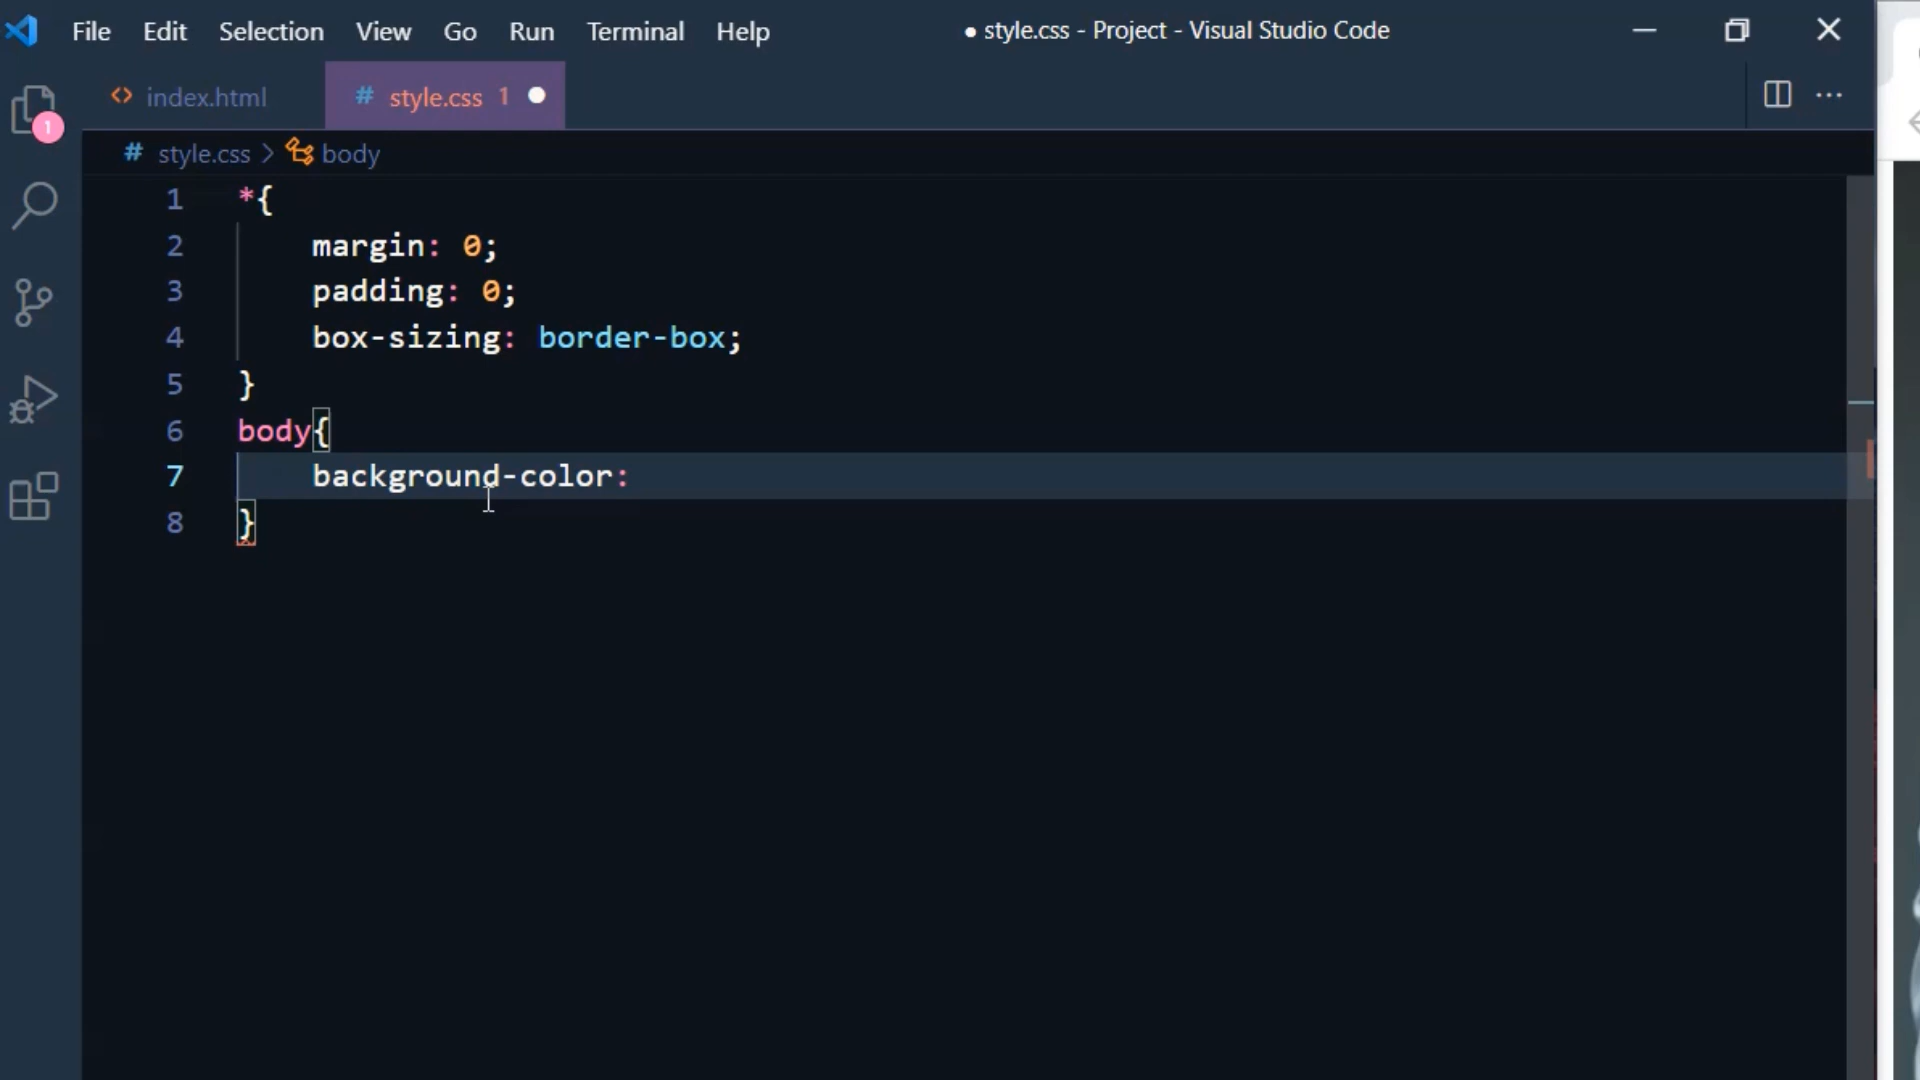 File Edit Selection View Go Run Terminal Help ● style.css - Project - Visual Studio Code
<> index.html # style.css 1 ●
1
# style.css > body
1 *{
2 margin: 0;
3 padding: 0;
4 box-sizing: border-box;
5 }
6 body{
7 background-color:
8 }